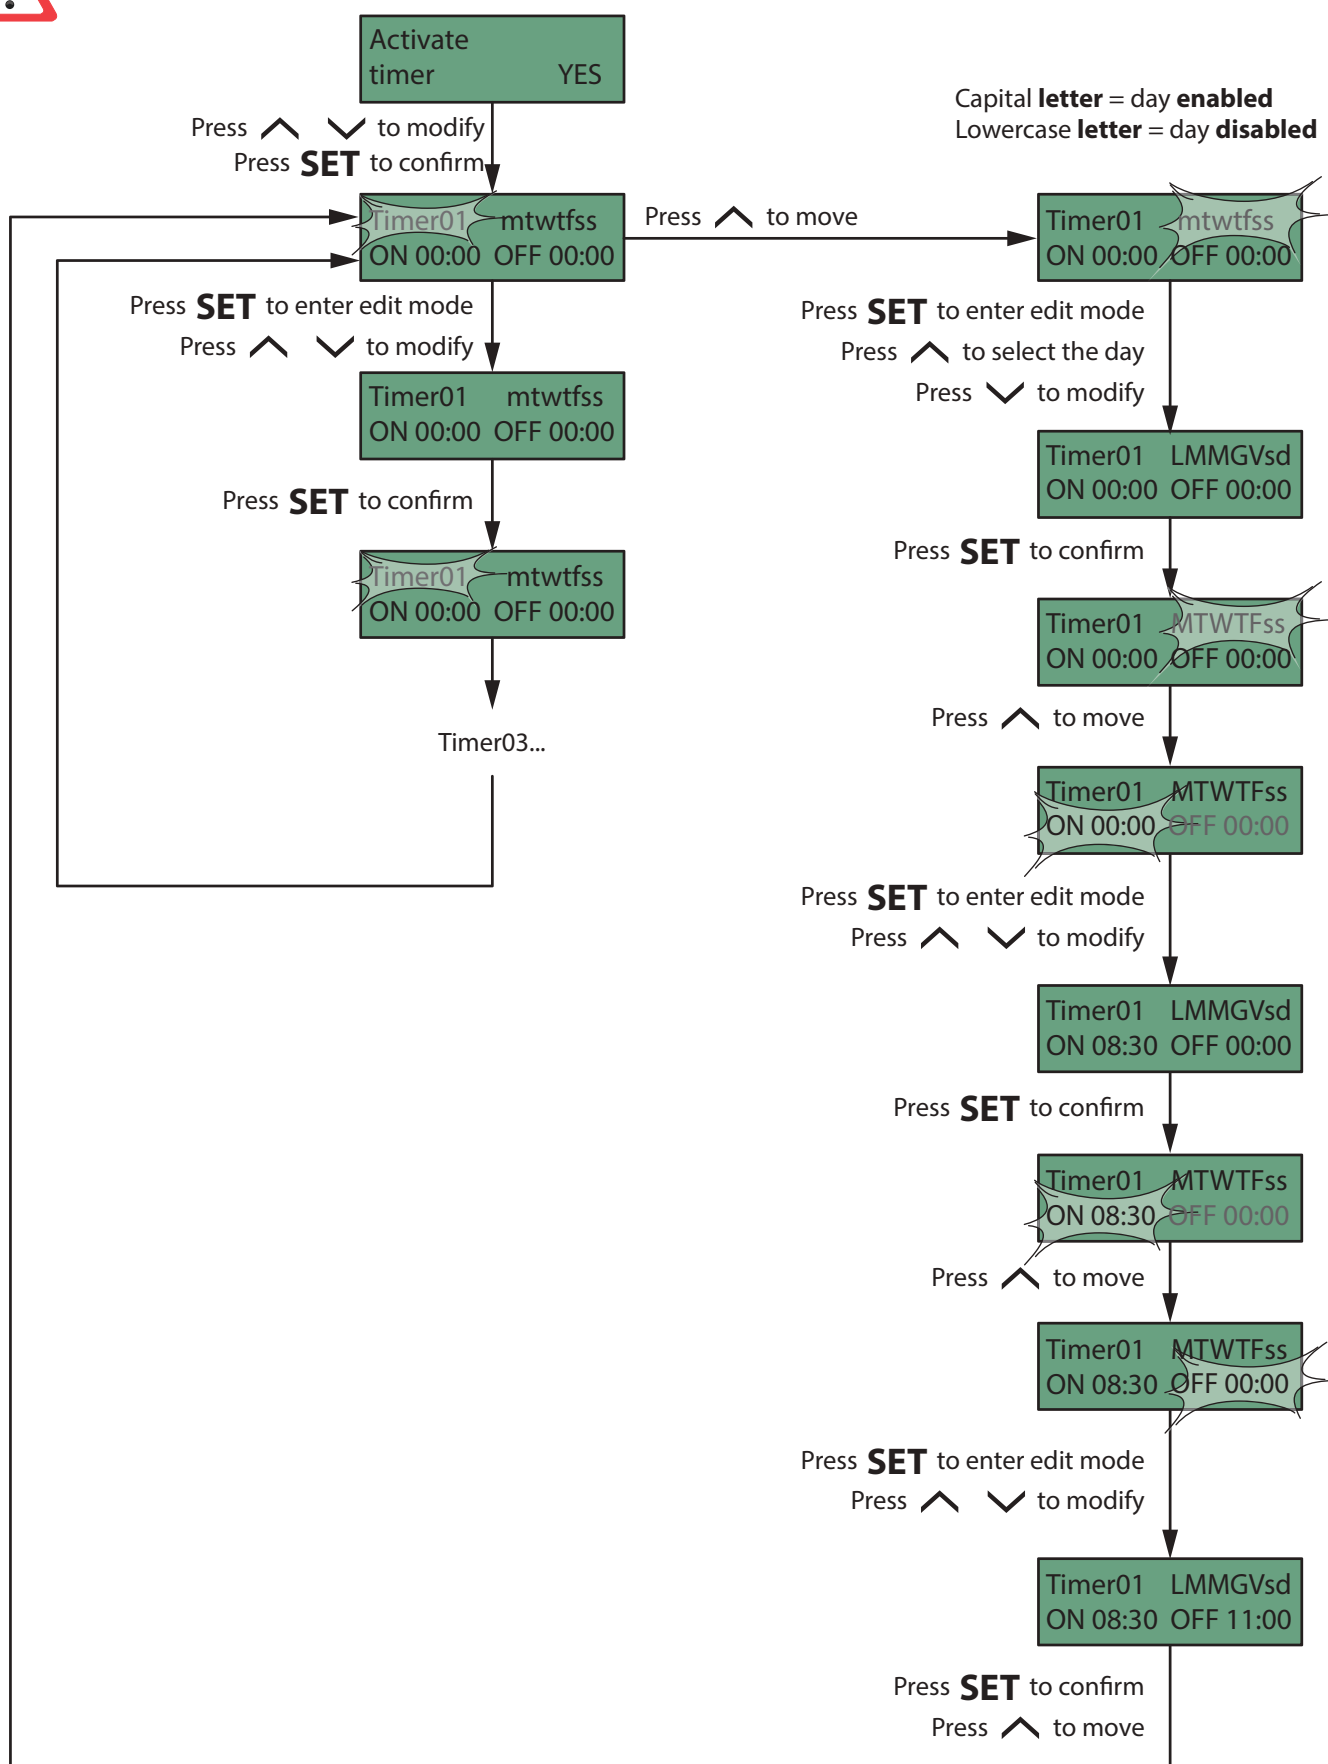 Activate
timer YES
Press to modify
Press SET to confirm
Timer01 mtwtfss
ON 00:00 OFF 00:00
Press SET to enter edit mode
Press to modify
Timer01 mtwtfss
ON 00:00 OFF 00:00
Press SET to confirm
Timer01 mtwtfss
ON 00:00 OFF 00:00
Timer03...
Press to move
Capital letter = day enabled
Lowercase letter = day disabled
Timer01 mtwtfss
ON 00:00 OFF 00:00
Press SET to enter edit mode
Press to select the day
Press to modify
Timer01 LMMGVsd
ON 00:00 OFF 00:00
Press SET to confirm
Timer01 MTWTFss
ON 00:00 OFF 00:00
Press to move
Timer01 MTWTFss
ON 00:00 OFF 00:00
Press SET to enter edit mode
Press to modify
Timer01 LMMGVsd
ON 08:30 OFF 00:00
Press SET to confirm
Timer01 MTWTFss
ON 08:30 OFF 00:00
Press to move
Timer01 MTWTFss
ON 08:30 OFF 00:00
Press SET to enter edit mode
Press to modify
Timer01 LMMGVsd
ON 08:30 OFF 11:00
Press SET to confirm
Press to move